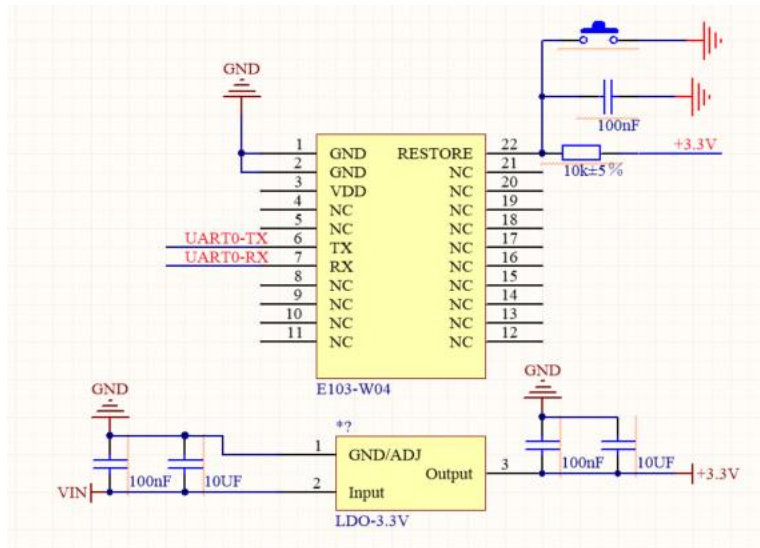 GND
100nF
+3.3V
10k±5%
1 GND RESTORE 22
2 GND NC 21
3 VDD NC 20
4 NC NC 19
5 NC NC 18
UART0-TX 6 TX NC 17
UART0-RX 7 RX NC 16
8 NC NC 15
9 NC NC 14
10 NC NC 13
11 NC NC 12
E103-W04
GND
GND
*?
1 GND/ADJ
Output 3
2 Input
VIN
100nF 10UF
100nF 10UF
+3.3V
LDO-3.3V